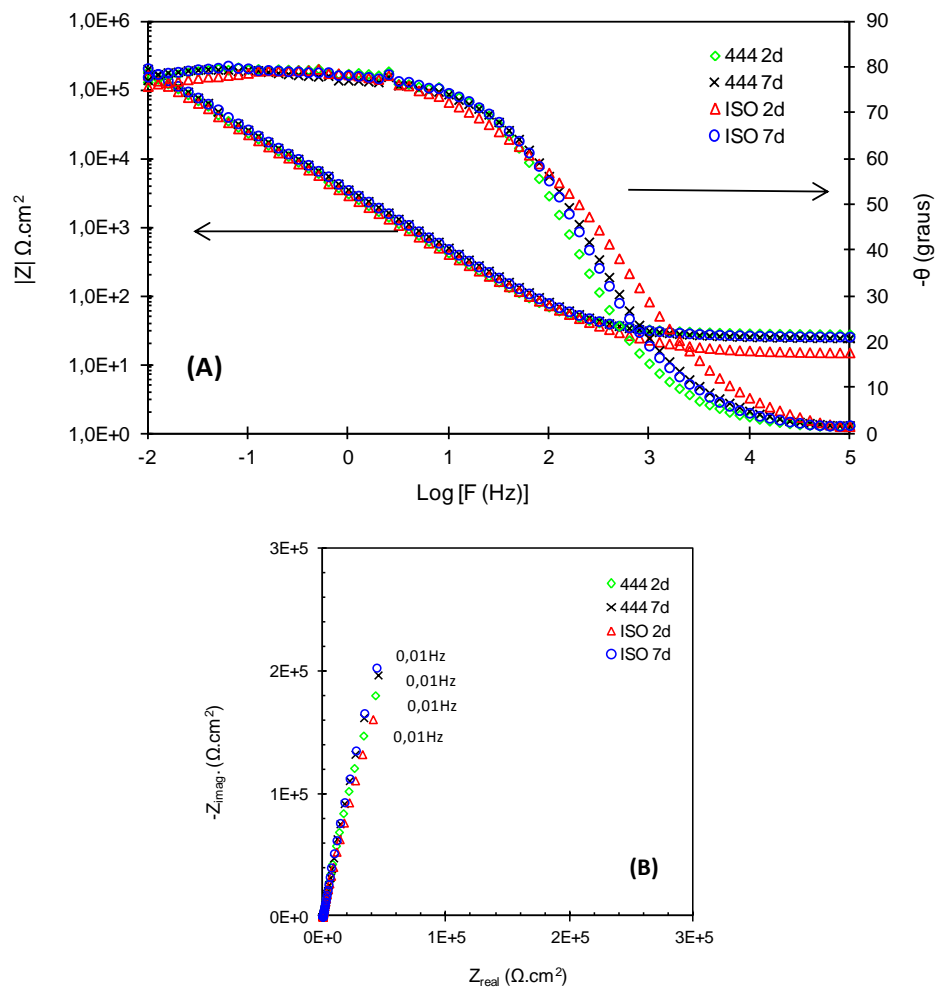 1,0E+6
1,0E+5
1,0E+4
1,0E+3
1,0E+2
1,0E+1
1,0E+0
|Z| Ω.cm²
90
80
70
60
50
40
30
20
10
0
-θ (graus)
444 2d
444 7d
ISO 2d
ISO 7d
(A)
-2
-1
0
1
2
3
4
5
Log [F (Hz)]
3E+5
2E+5
1E+5
0E+0
-Zimag. (Ω.cm²)
444 2d
444 7d
ISO 2d
ISO 7d
0,01Hz
0,01Hz
0,01Hz
0,01Hz
(B)
0E+0
1E+5
2E+5
3E+5
Zreal (Ω.cm²)